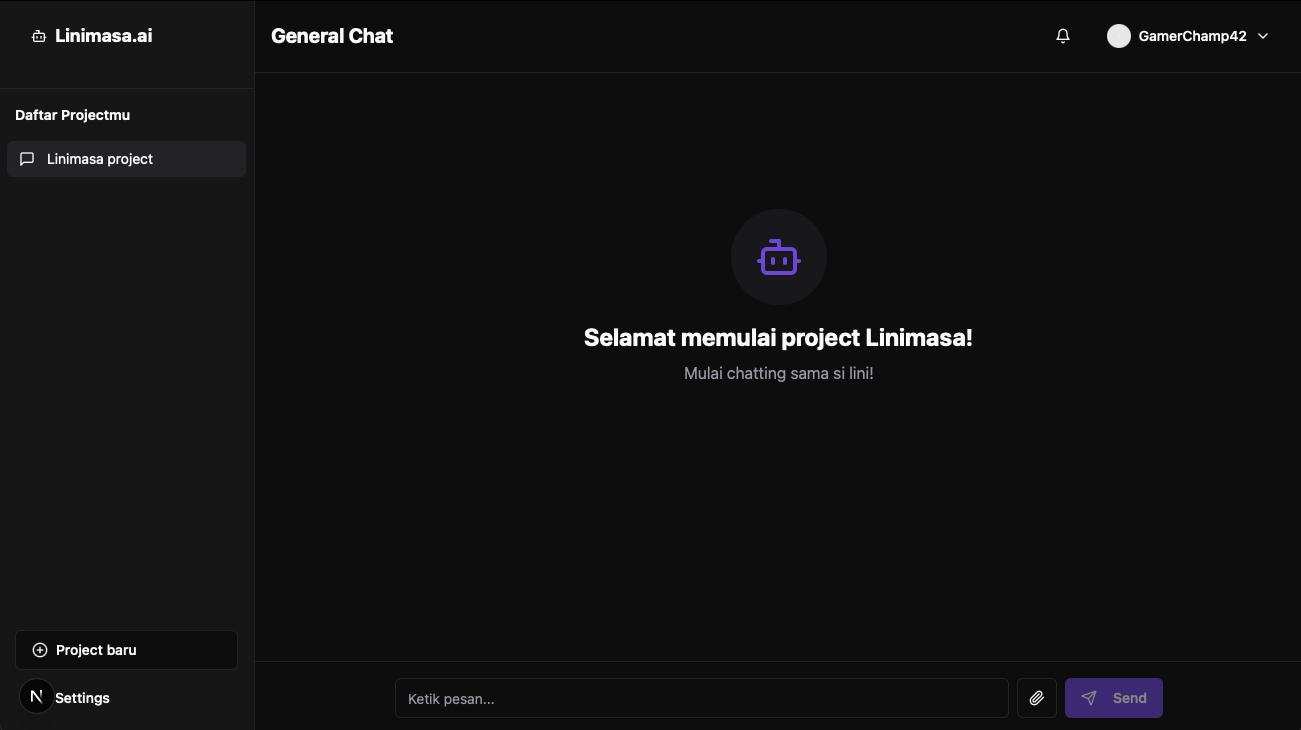 Linimasa.ai
General Chat
GamerChamp42
Daftar Projectmu
Linimasa project
Selamat memulai project Linimasa!
Mulai chatting sama si lini!
Project baru
N
Settings
Ketik pesan...
Send